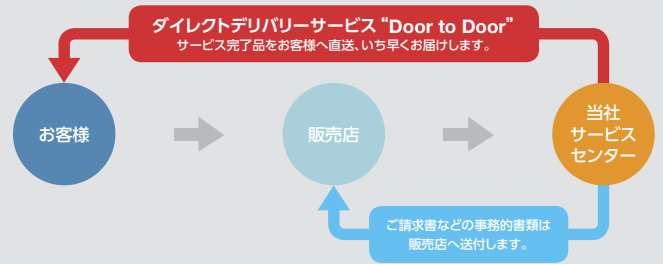 ダイレクトデリバリーサービス“Door to Door”
サービス完了品をお客様へ直送、いち早くお届けします。
お客様
販売店
当社
サービス
センター
ご請求書などの事務的書類は
販売店へ送付します。